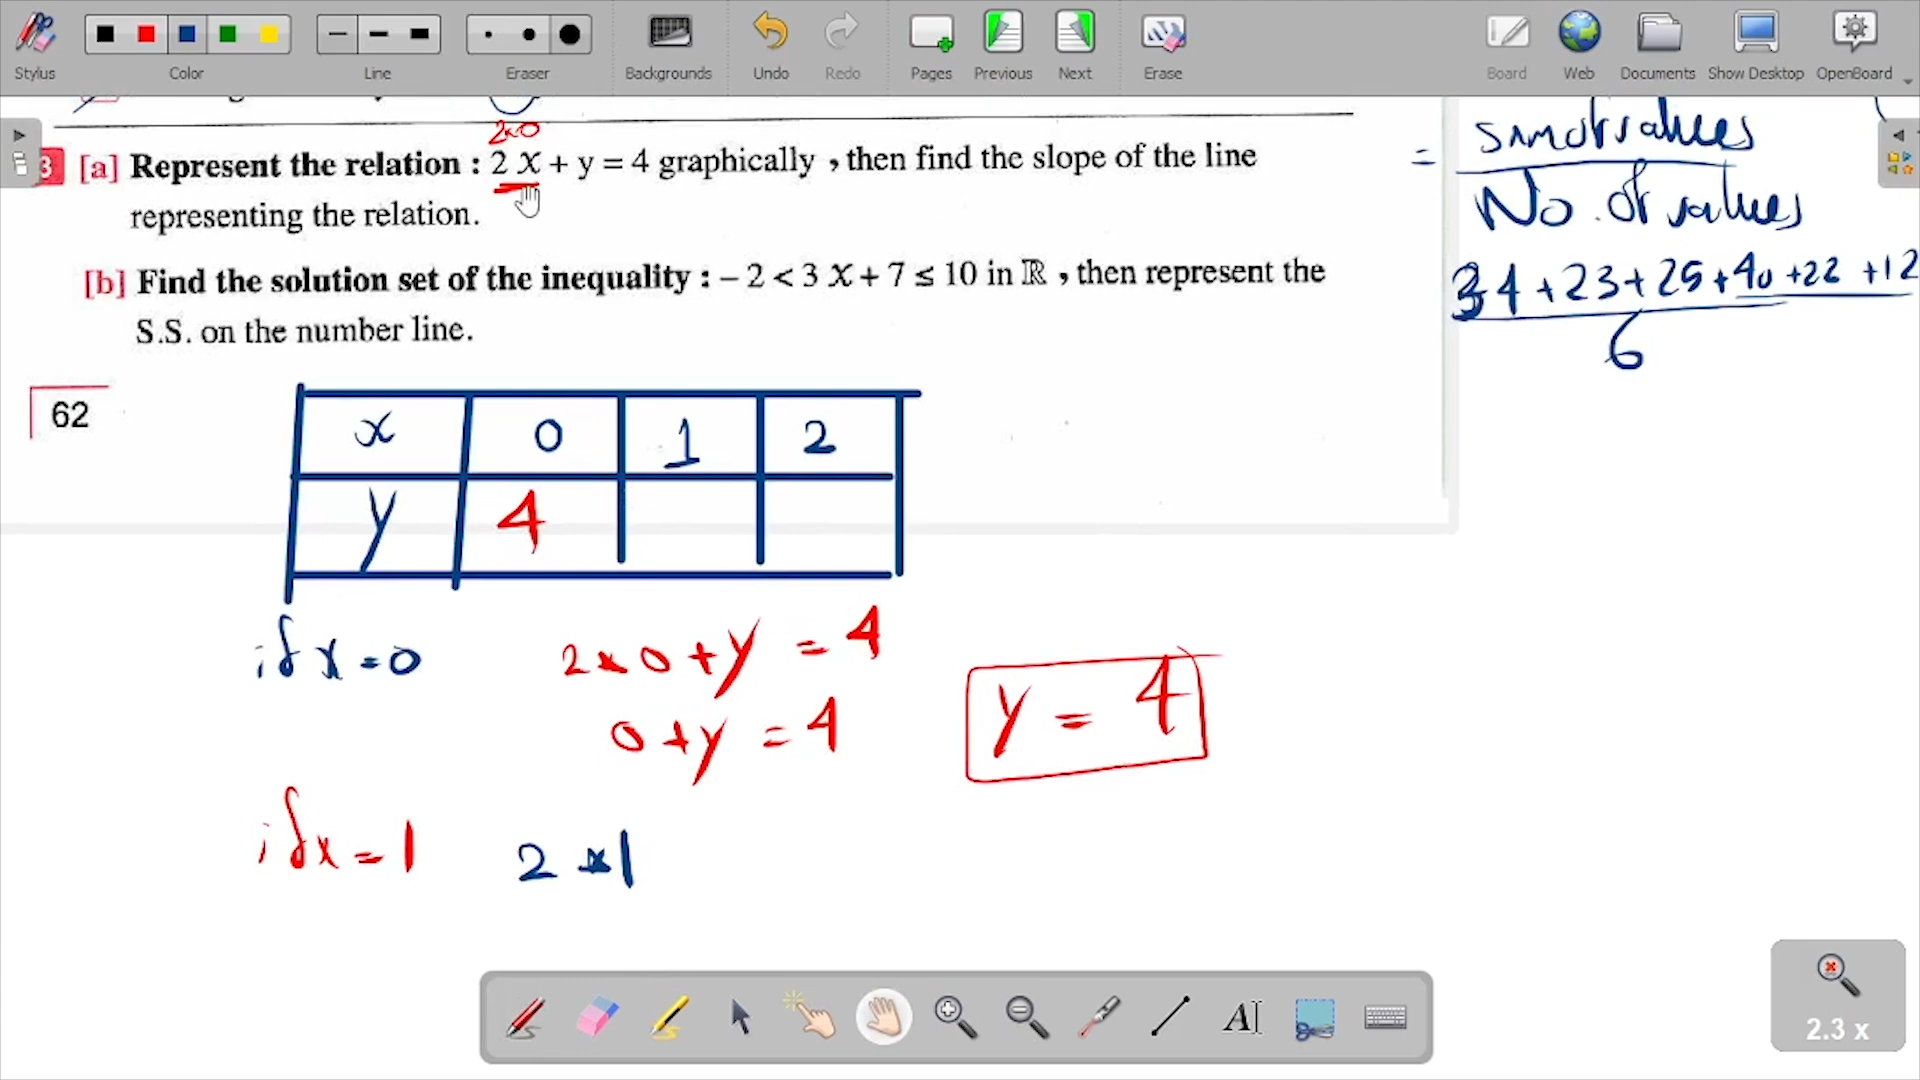 Stylus Color Line Eraser Backgrounds Undo Redo Pages Previous Next Erase Board Web Documents Show Desktop OpenBoard
2×0
3 [a] Represent the relation : 2 X + y = 4 graphically , then find the slope of the line
representing the relation.
[b] Find the solution set of the inequality : – 2 < 3 X + 7 ≤ 10 in ℝ , then represent the
S.S. on the number line.
62
= sum of values
No. of values
34 + 23 + 25 + 40 + 22 + 12
6
x 0 1 2
y 4
if x = 0 2 × 0 + y = 4
0 + y = 4 y = 4
if x = 1 2 × 1
2.3 x